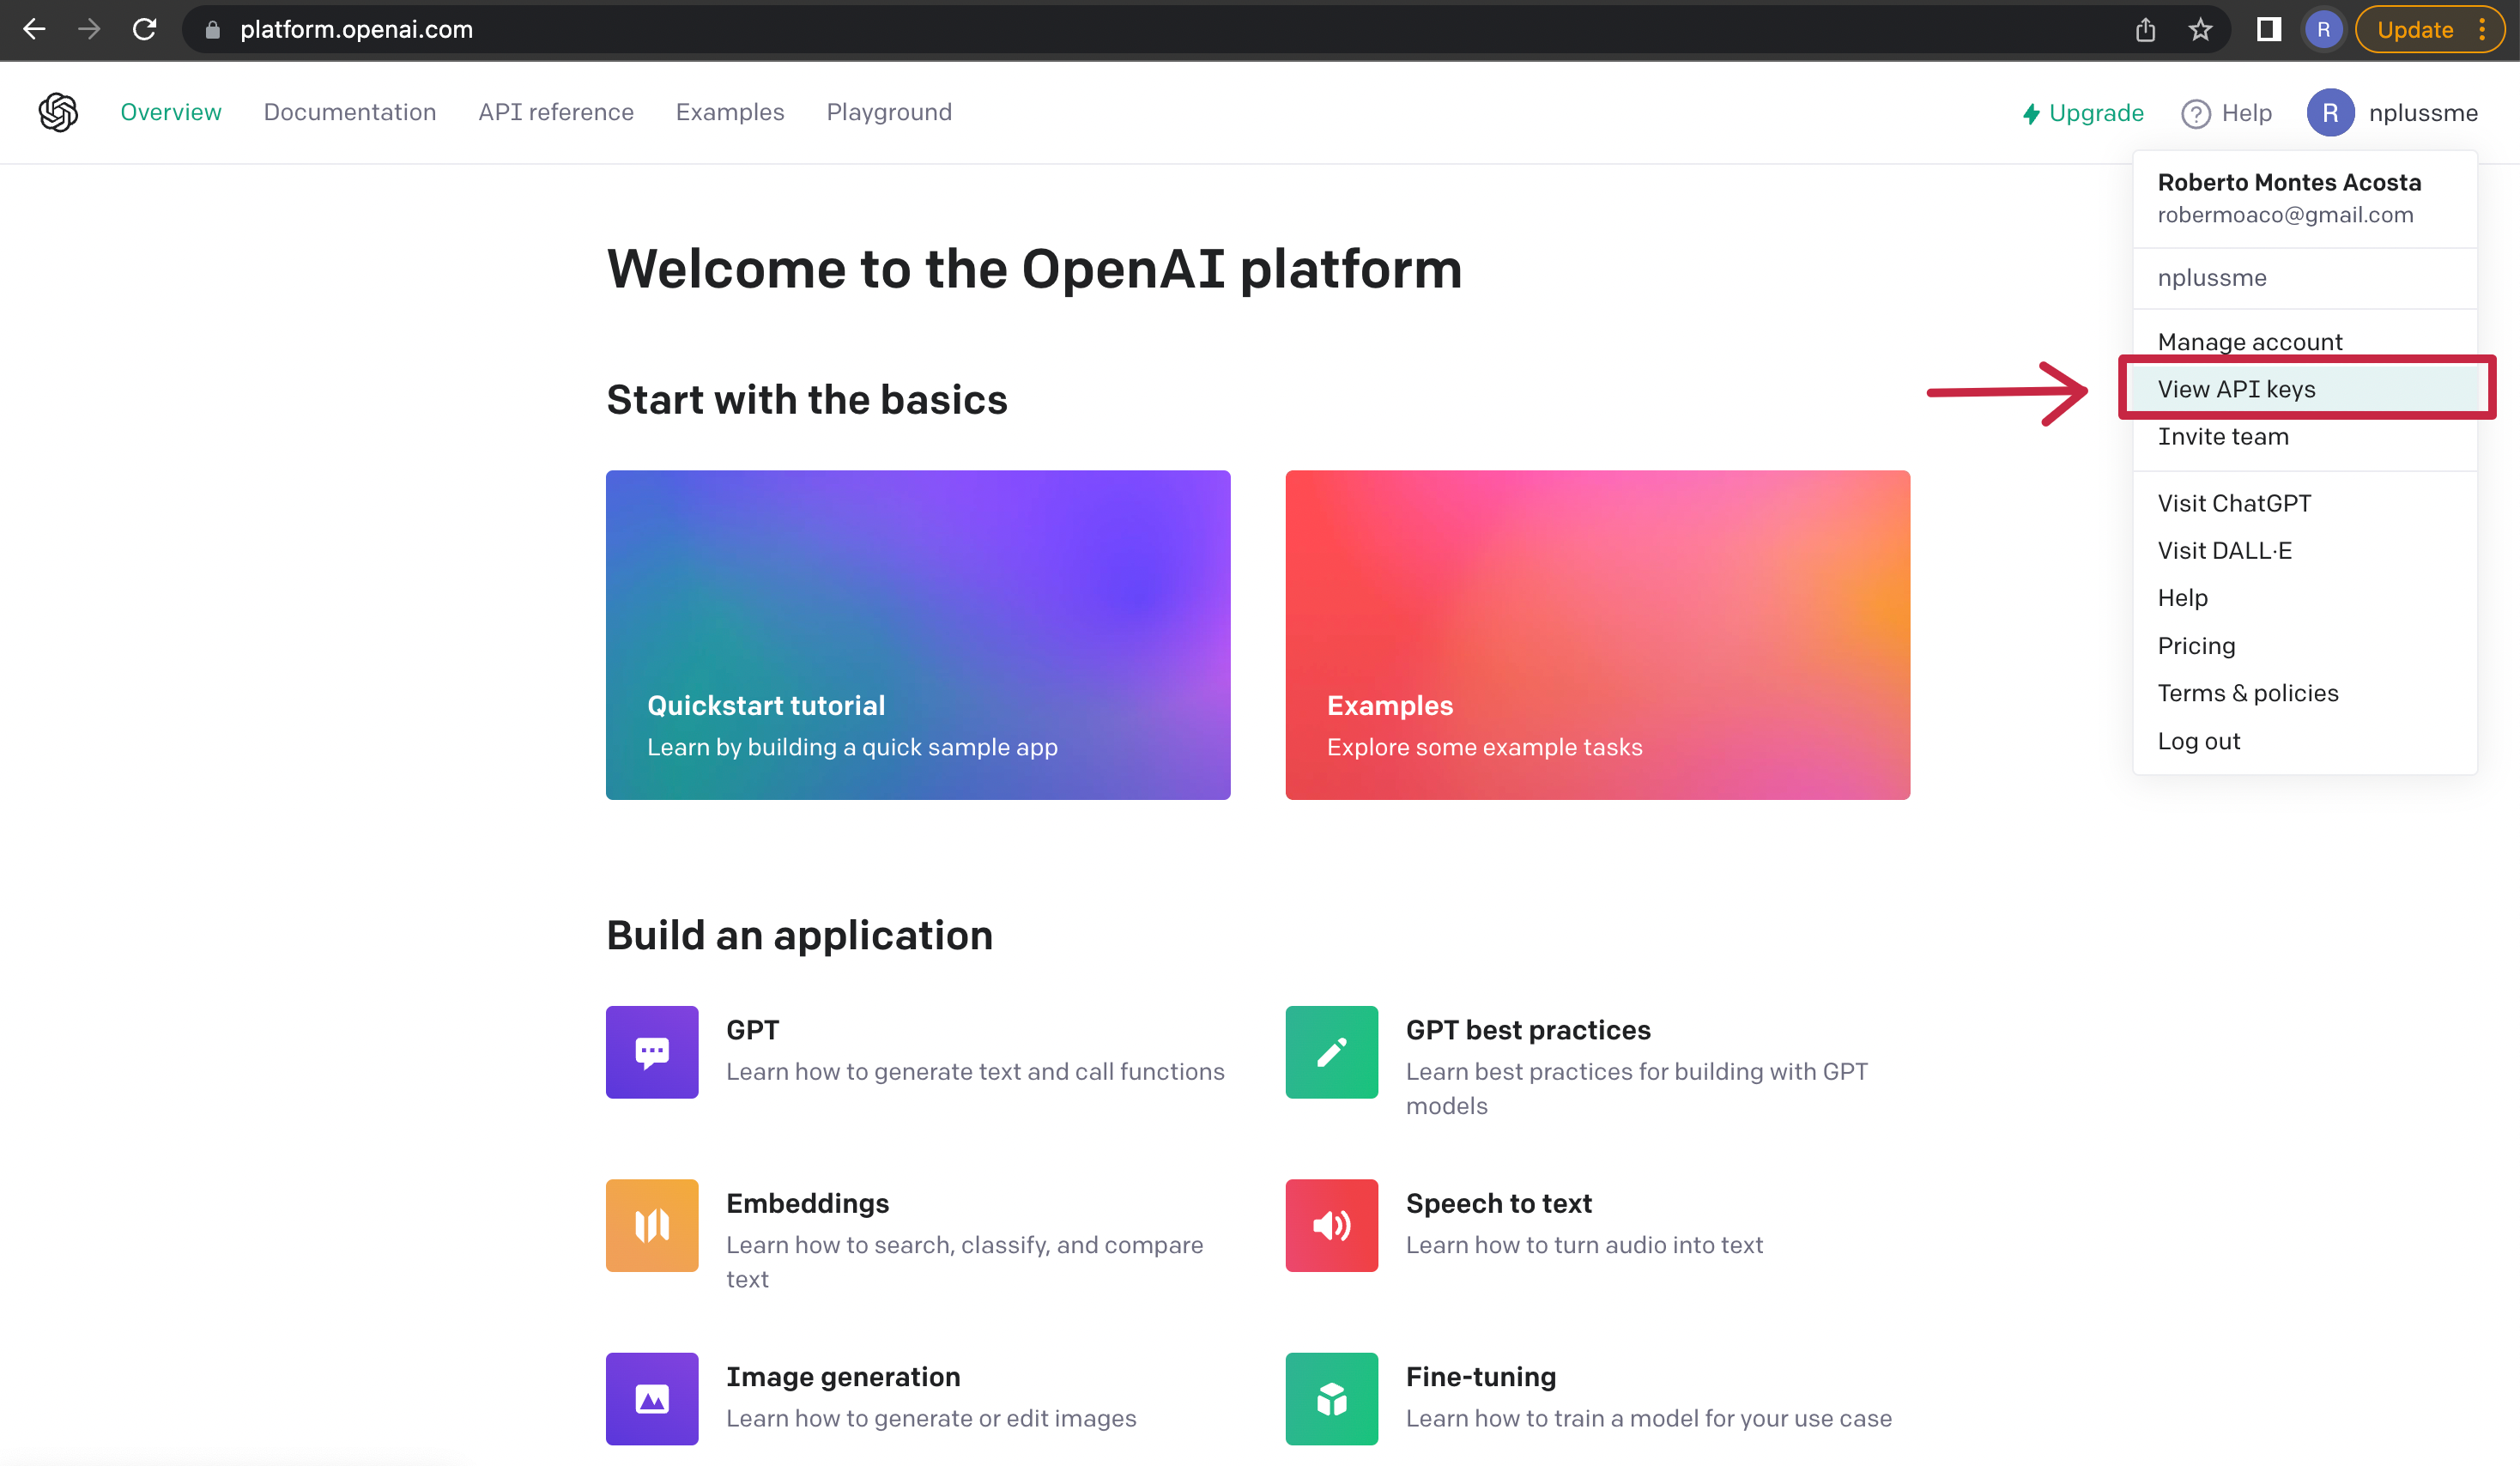 platform.openai.com
R
Update
Overview
Documentation
API reference
Examples
Playground
Upgrade
Help
R
nplussme
Roberto Montes Acosta
robermoaco@gmail.com
nplussme
Manage account
View API keys
Invite team
Visit ChatGPT
Visit DALL·E
Help
Pricing
Terms & policies
Log out
Welcome to the OpenAI platform
Start with the basics
Quickstart tutorial
Learn by building a quick sample app
Examples
Explore some example tasks
Build an application
GPT
Learn how to generate text and call functions
GPT best practices
Learn best practices for building with GPT
models
Embeddings
Learn how to search, classify, and compare
text
Speech to text
Learn how to turn audio into text
Image generation
Learn how to generate or edit images
Fine-tuning
Learn how to train a model for your use case